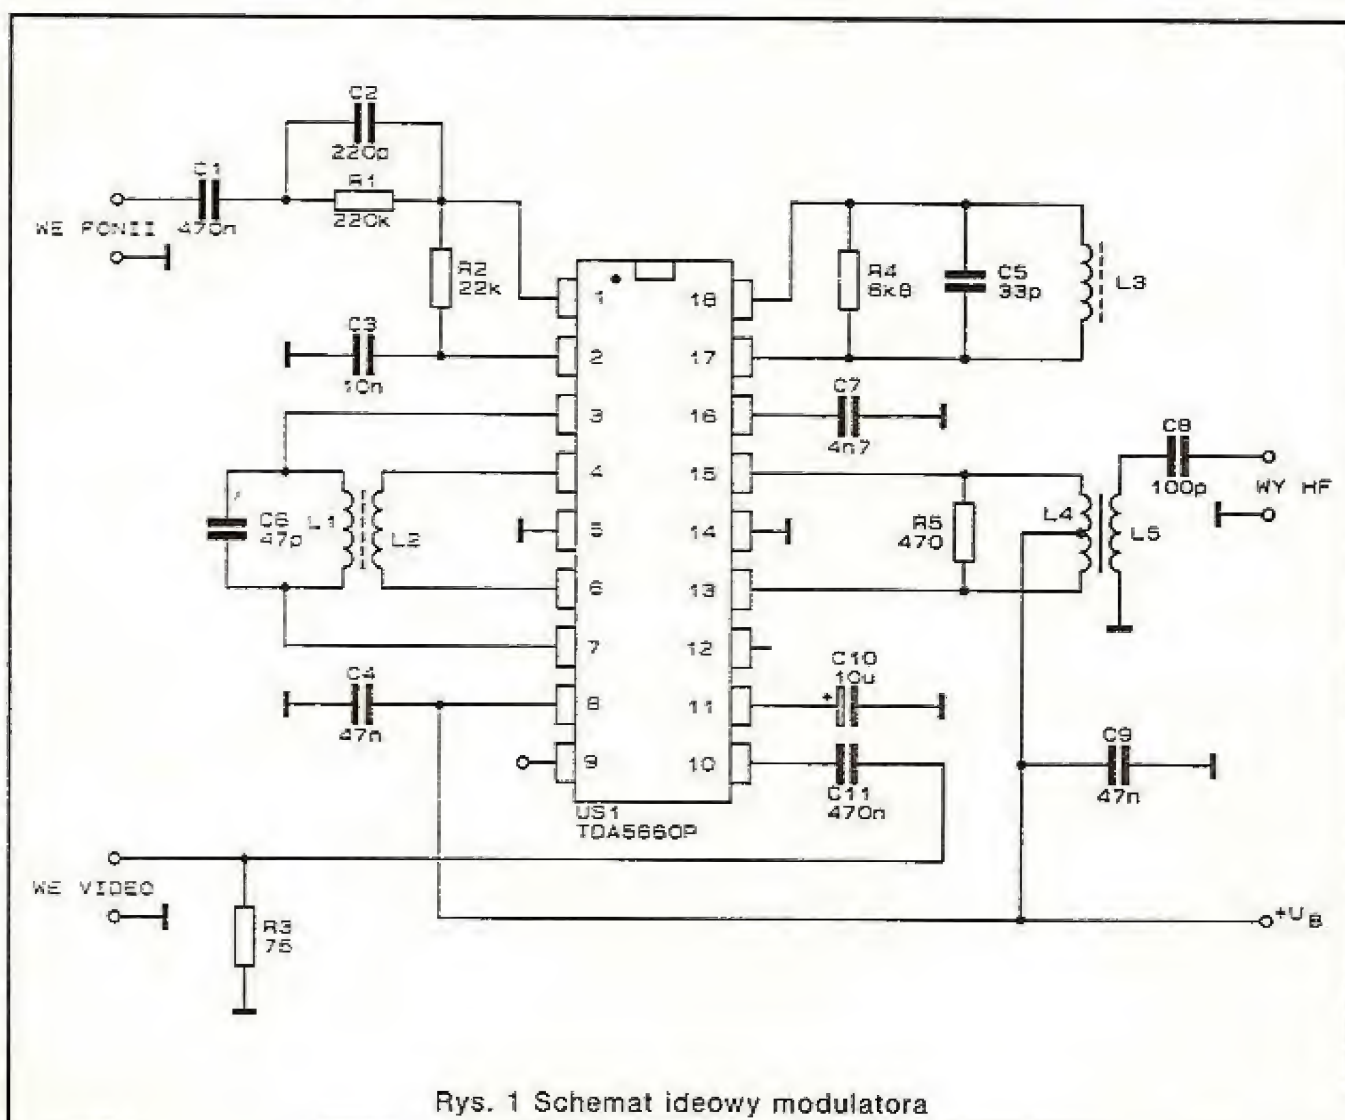 C2
220p
C1
R1
WE FONII
470n
220k
R2
22k
R4
6k8
C5
33p
L3
1
18
C3
10n
2
17
3
16
C7
4n7
C8
100p
WY HF
4
15
C6
47p
L1
L2
5
14
R5
470
L4
L5
6
13
7
12
C4
47n
C10
10u
+
8
11
C9
47n
9
10
C11
470n
US1
TDA5660P
WE VIDEO
R3
75
+UB
Rys. 1 Schemat ideowy modulatora